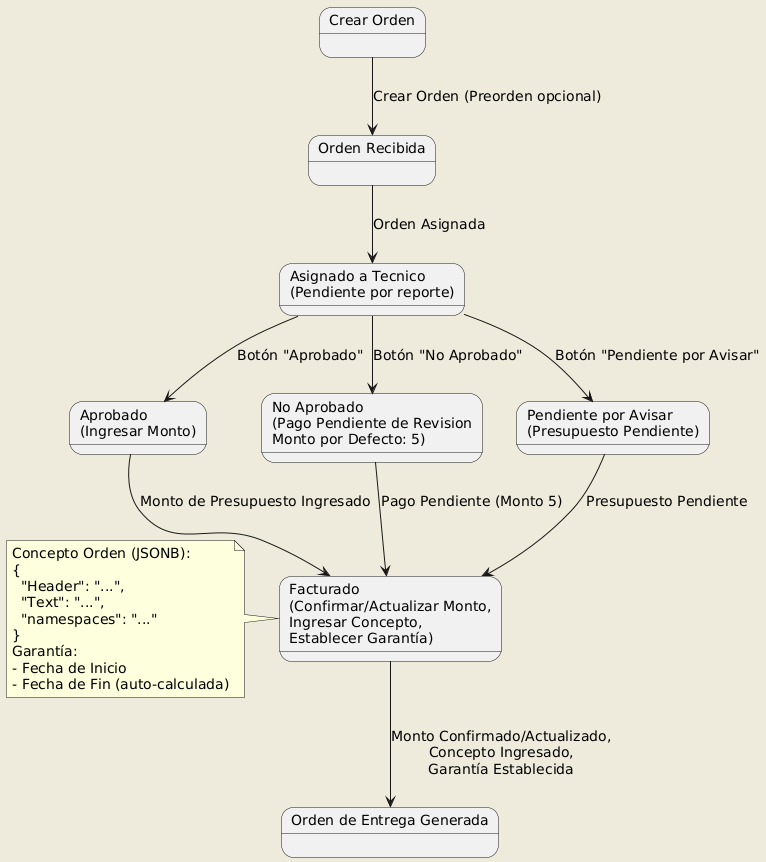 Crear Orden
Crear Orden (Preorden opcional)
Orden Recibida
Orden Asignada
Asignado a Tecnico
(Pendiente por reporte)
Botón "Aprobado"
Botón "No Aprobado"
Botón "Pendiente por Avisar"
Aprobado
(Ingresar Monto)
No Aprobado
(Pago Pendiente de Revision
Monto por Defecto: 5)
Pendiente por Avisar
(Presupuesto Pendiente)
Monto de Presupuesto Ingresado
Pago Pendiente (Monto 5)
Presupuesto Pendiente
Concepto Orden (JSONB):
{
  "Header": "...",
  "Text": "...",
  "namespaces": "..."
}
Garantía:
- Fecha de Inicio
- Fecha de Fin (auto-calculada)
Facturado
(Confirmar/Actualizar Monto,
Ingresar Concepto,
Establecer Garantía)
Monto Confirmado/Actualizado,
Concepto Ingresado,
Garantía Establecida
Orden de Entrega Generada